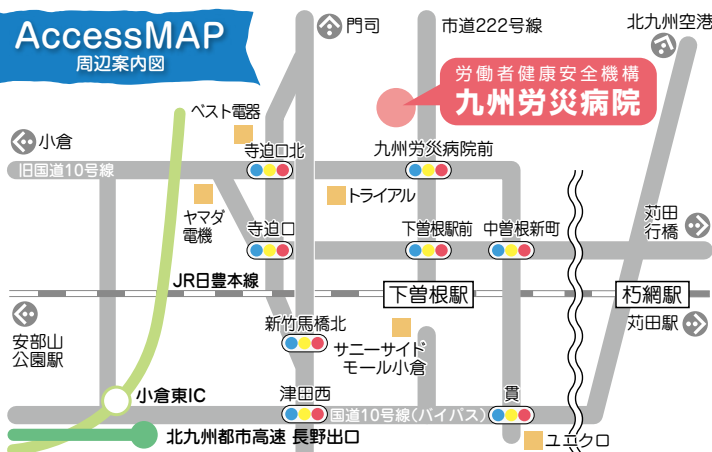 AccessMAP
周辺案内図
門司
市道222号線
北九州空港
労働者健康安全機構
九州労災病院
ベスト電器
小倉
寺迫口北
九州労災病院前
旧国道10号線
トライアル
ヤマダ
電機
寺迫口
下曽根駅前
中曽根新町
苅田
行橋
JR日豊本線
下曽根駅
朽網駅
安部山
公園駅
新竹馬橋北
サニーサイド
モール小倉
苅田駅
小倉東IC
津田西
国道10号線(バイパス)
貫
北九州都市高速 長野出口
ユニクロ